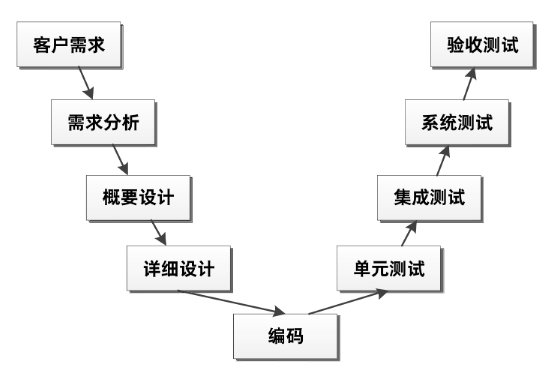 客户需求
需求分析
概要设计
详细设计
编码
单元测试
集成测试
系统测试
验收测试